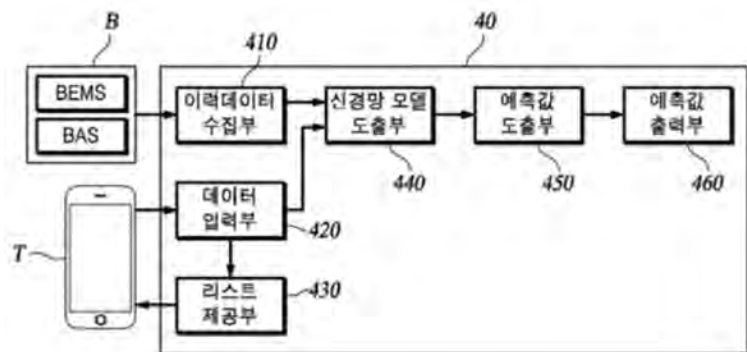 B
40
BEMS
BAS
410
이력데이터
수집부
신경망 모델
도출부
440
예측값
도출부
450
예측값
출력부
460
T
데이터
입력부
420
리스트
제공부
430